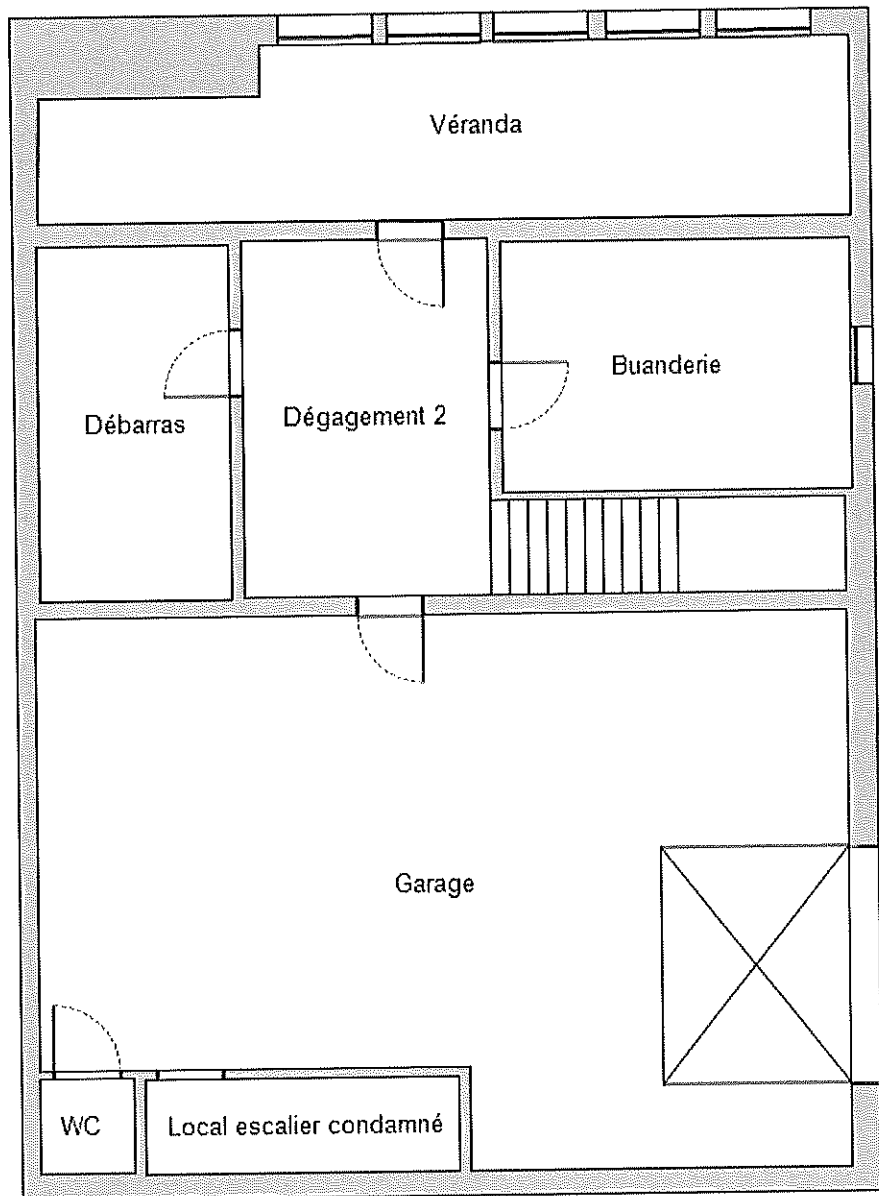 Véranda
Buanderie
Débarras
Dégagement 2
Garage
WC
Local escalier condamné